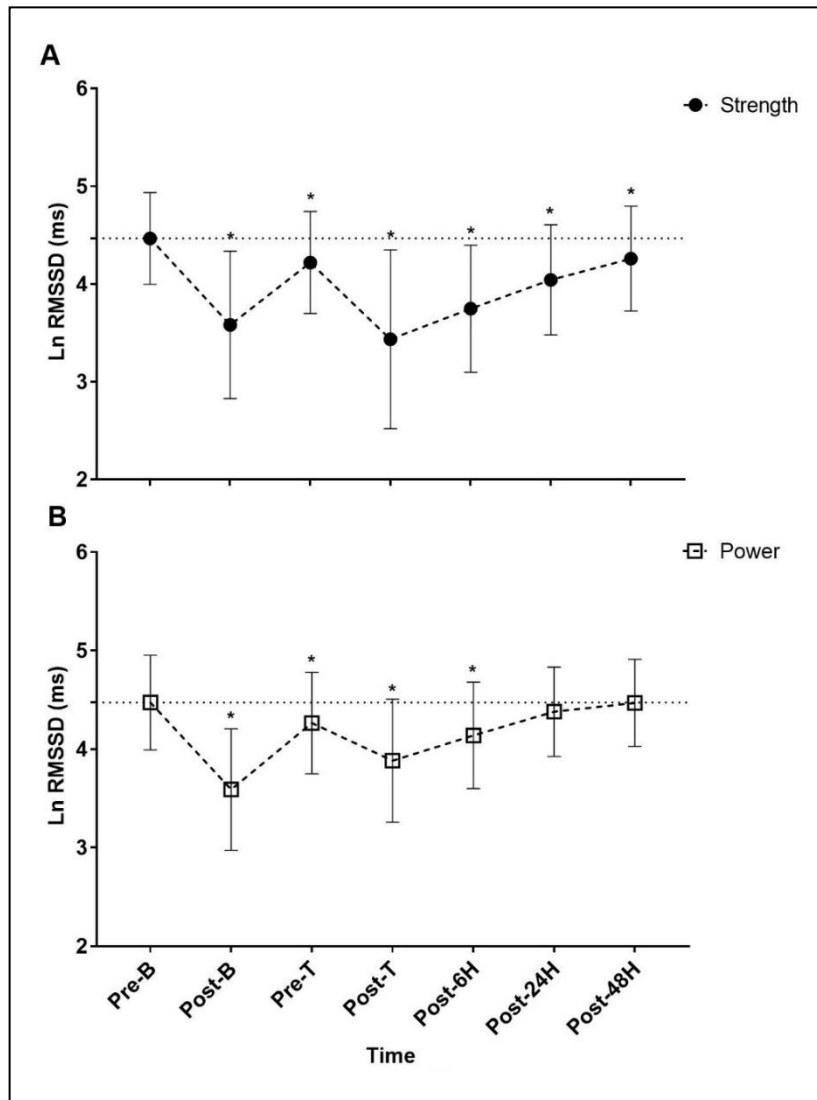 A
6
Strength
* * * * * *
5
4
3
2
Ln RMSSD (ms)
B
6
Power
* * * *
5
4
3
2
Ln RMSSD (ms)
Pre-B
Post-B
Pre-T
Post-T
Post-6H
Post-24H
Post-48H
Time